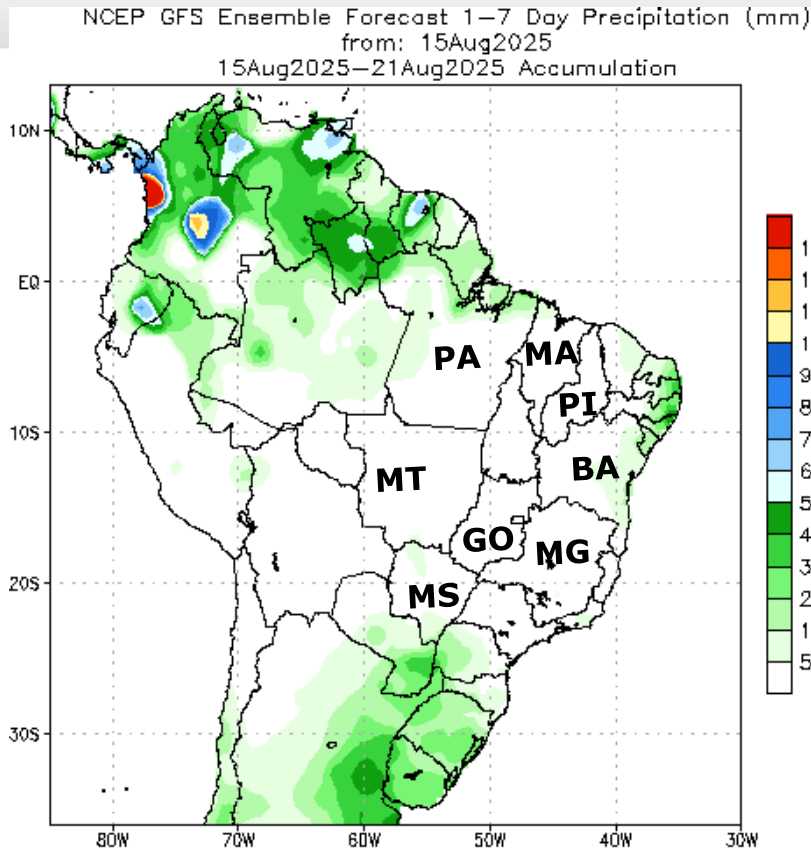 NCEP GFS Ensemble Forecast 1–7 Day Precipitation (mm)
from: 15Aug2025
15Aug2025–21Aug2025 Accumulation
10N
EQ
10S
20S
30S
80W
70W
60W
50W
40W
30W
PA
MA
PI
MT
BA
GO
MG
MS
1
1
1
1
9
8
7
6
5
4
3
2
1
5